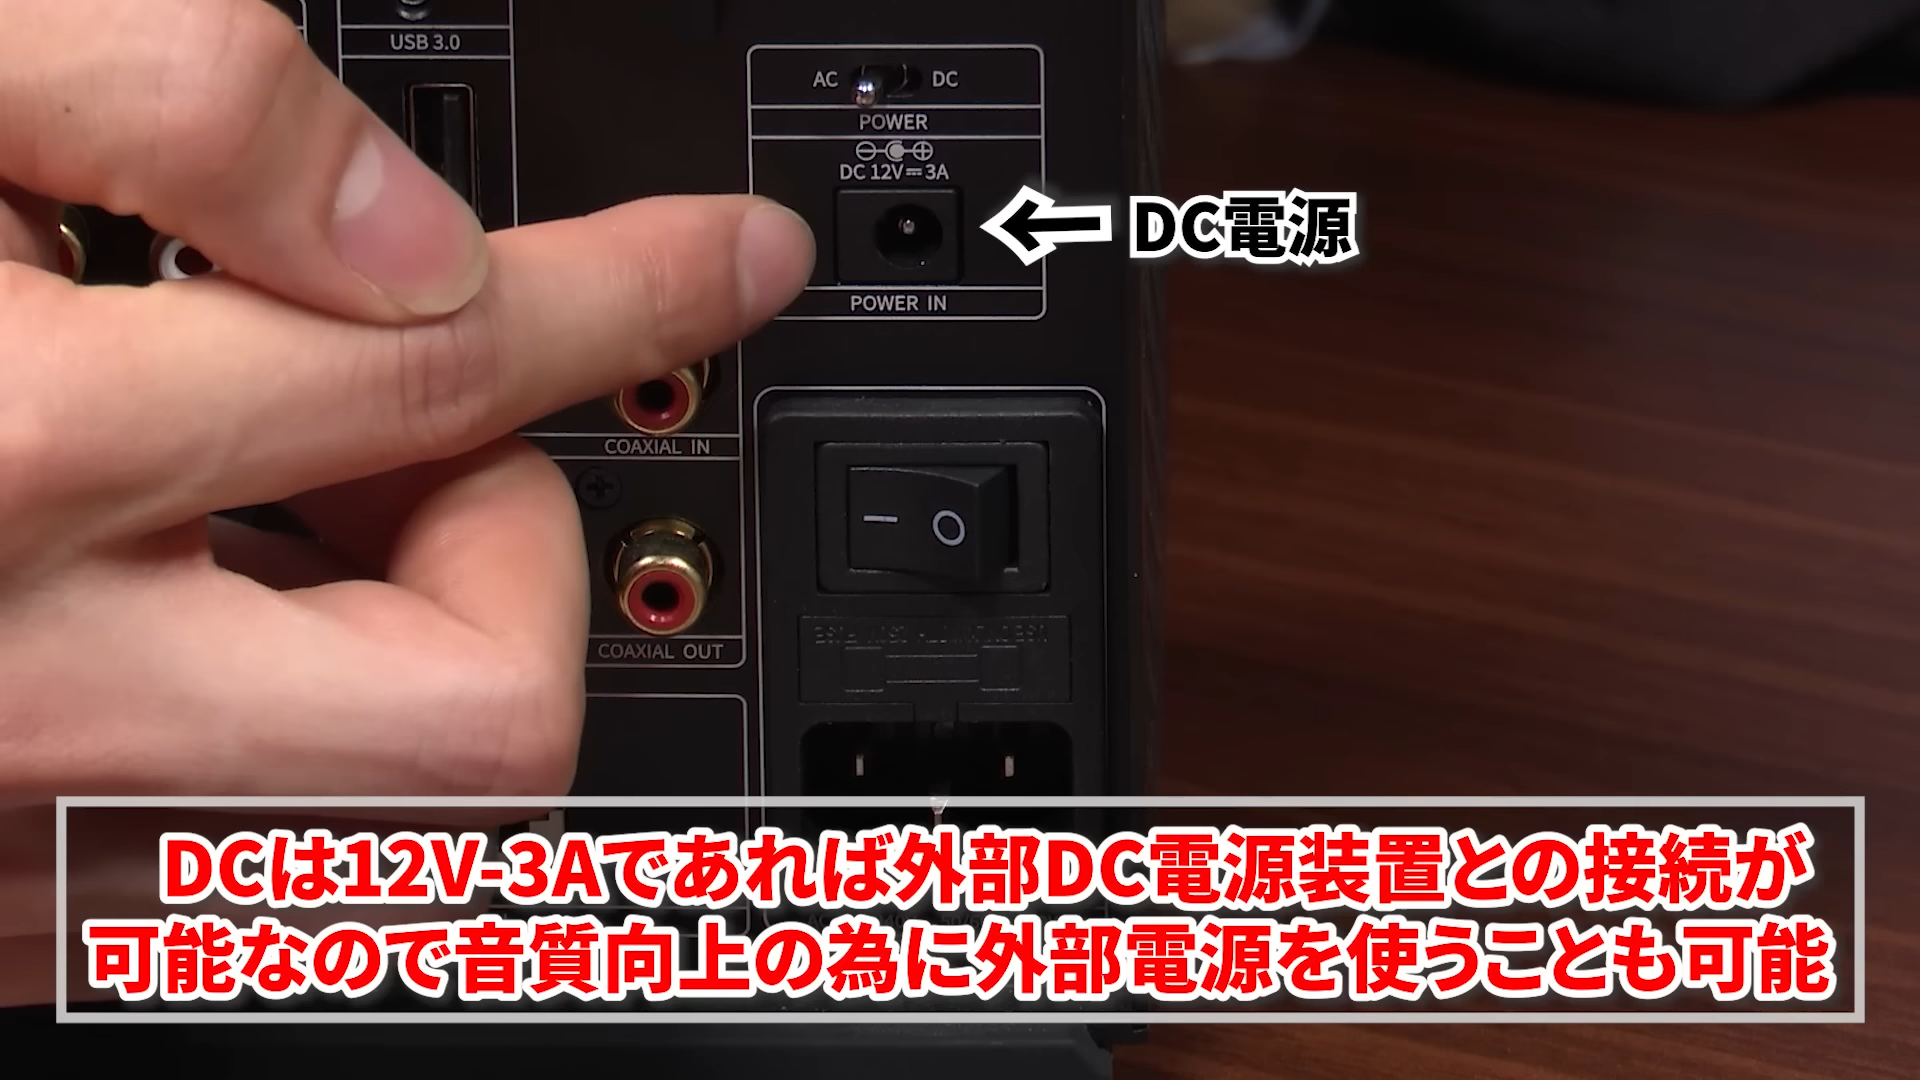 USB 3.0
AC DC
POWER
DC 12V⎓3A
POWER IN
DC電源
COAXIAL IN
COAXIAL OUT
DCは12V-3Aであれば外部DC電源装置との接続が
可能なので音質向上の為に外部電源を使うことも可能